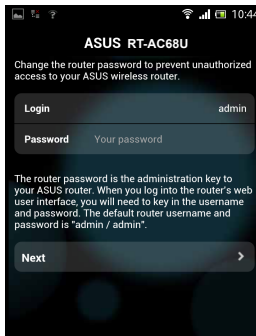 10:44
ASUS RT-AC68U
Change the router password to prevent unauthorized
access to your ASUS wireless router.
Login admin
Password Your password
The router password is the administration key to
your ASUS router. When you log into the router's web
user interface, you will need to key in the username
and password. The default router username and
password is "admin / admin".
Next